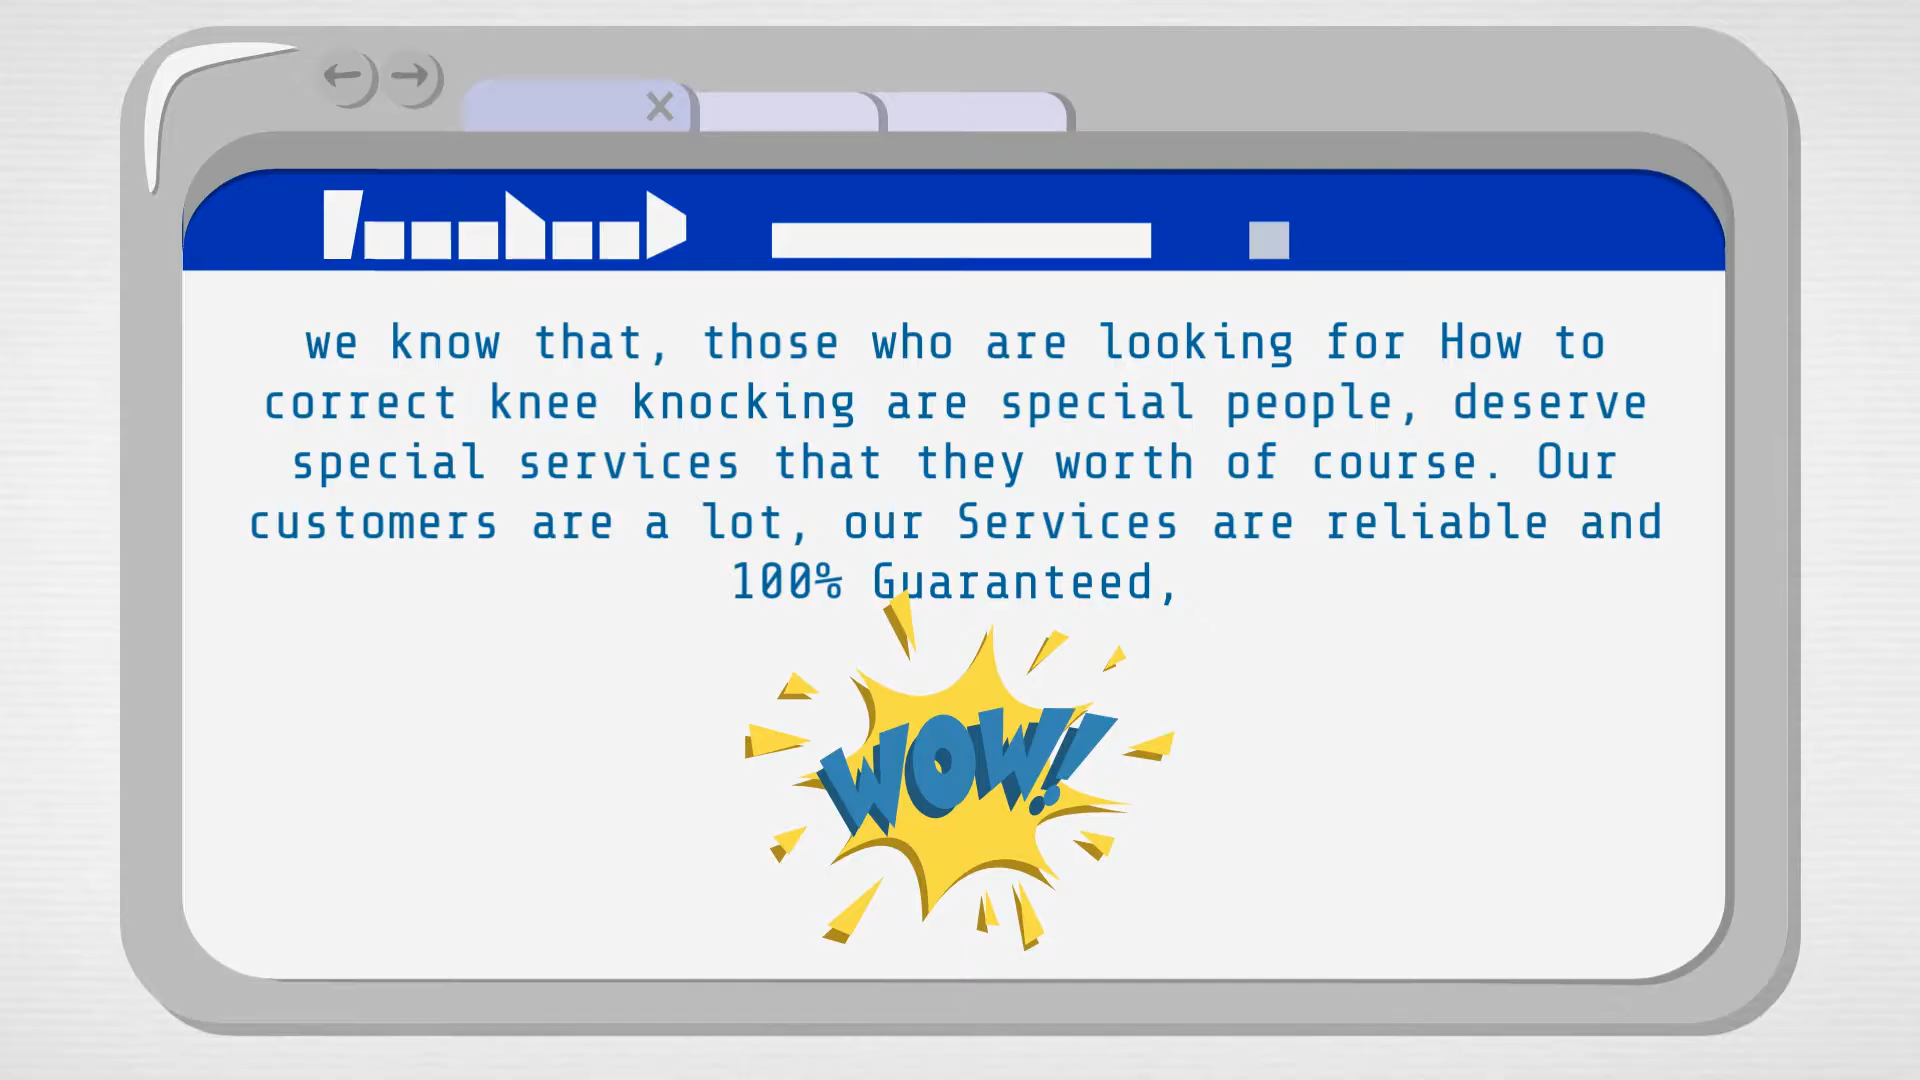 we know that, those who are looking for How to
correct knee knocking are special people, deserve
special services that they worth of course. Our
customers are a lot, our Services are reliable and
100% Guaranteed,
WOW!